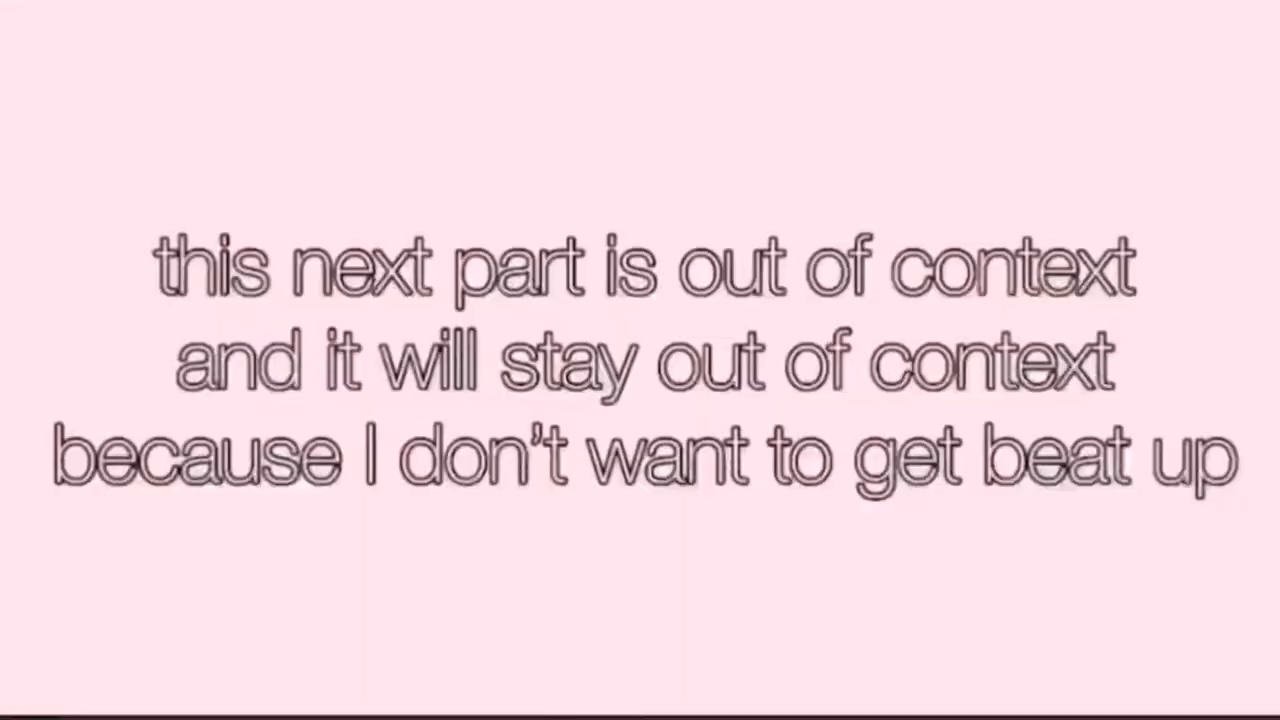 this next part is out of context
and it will stay out of context
because I don't want to get beat up